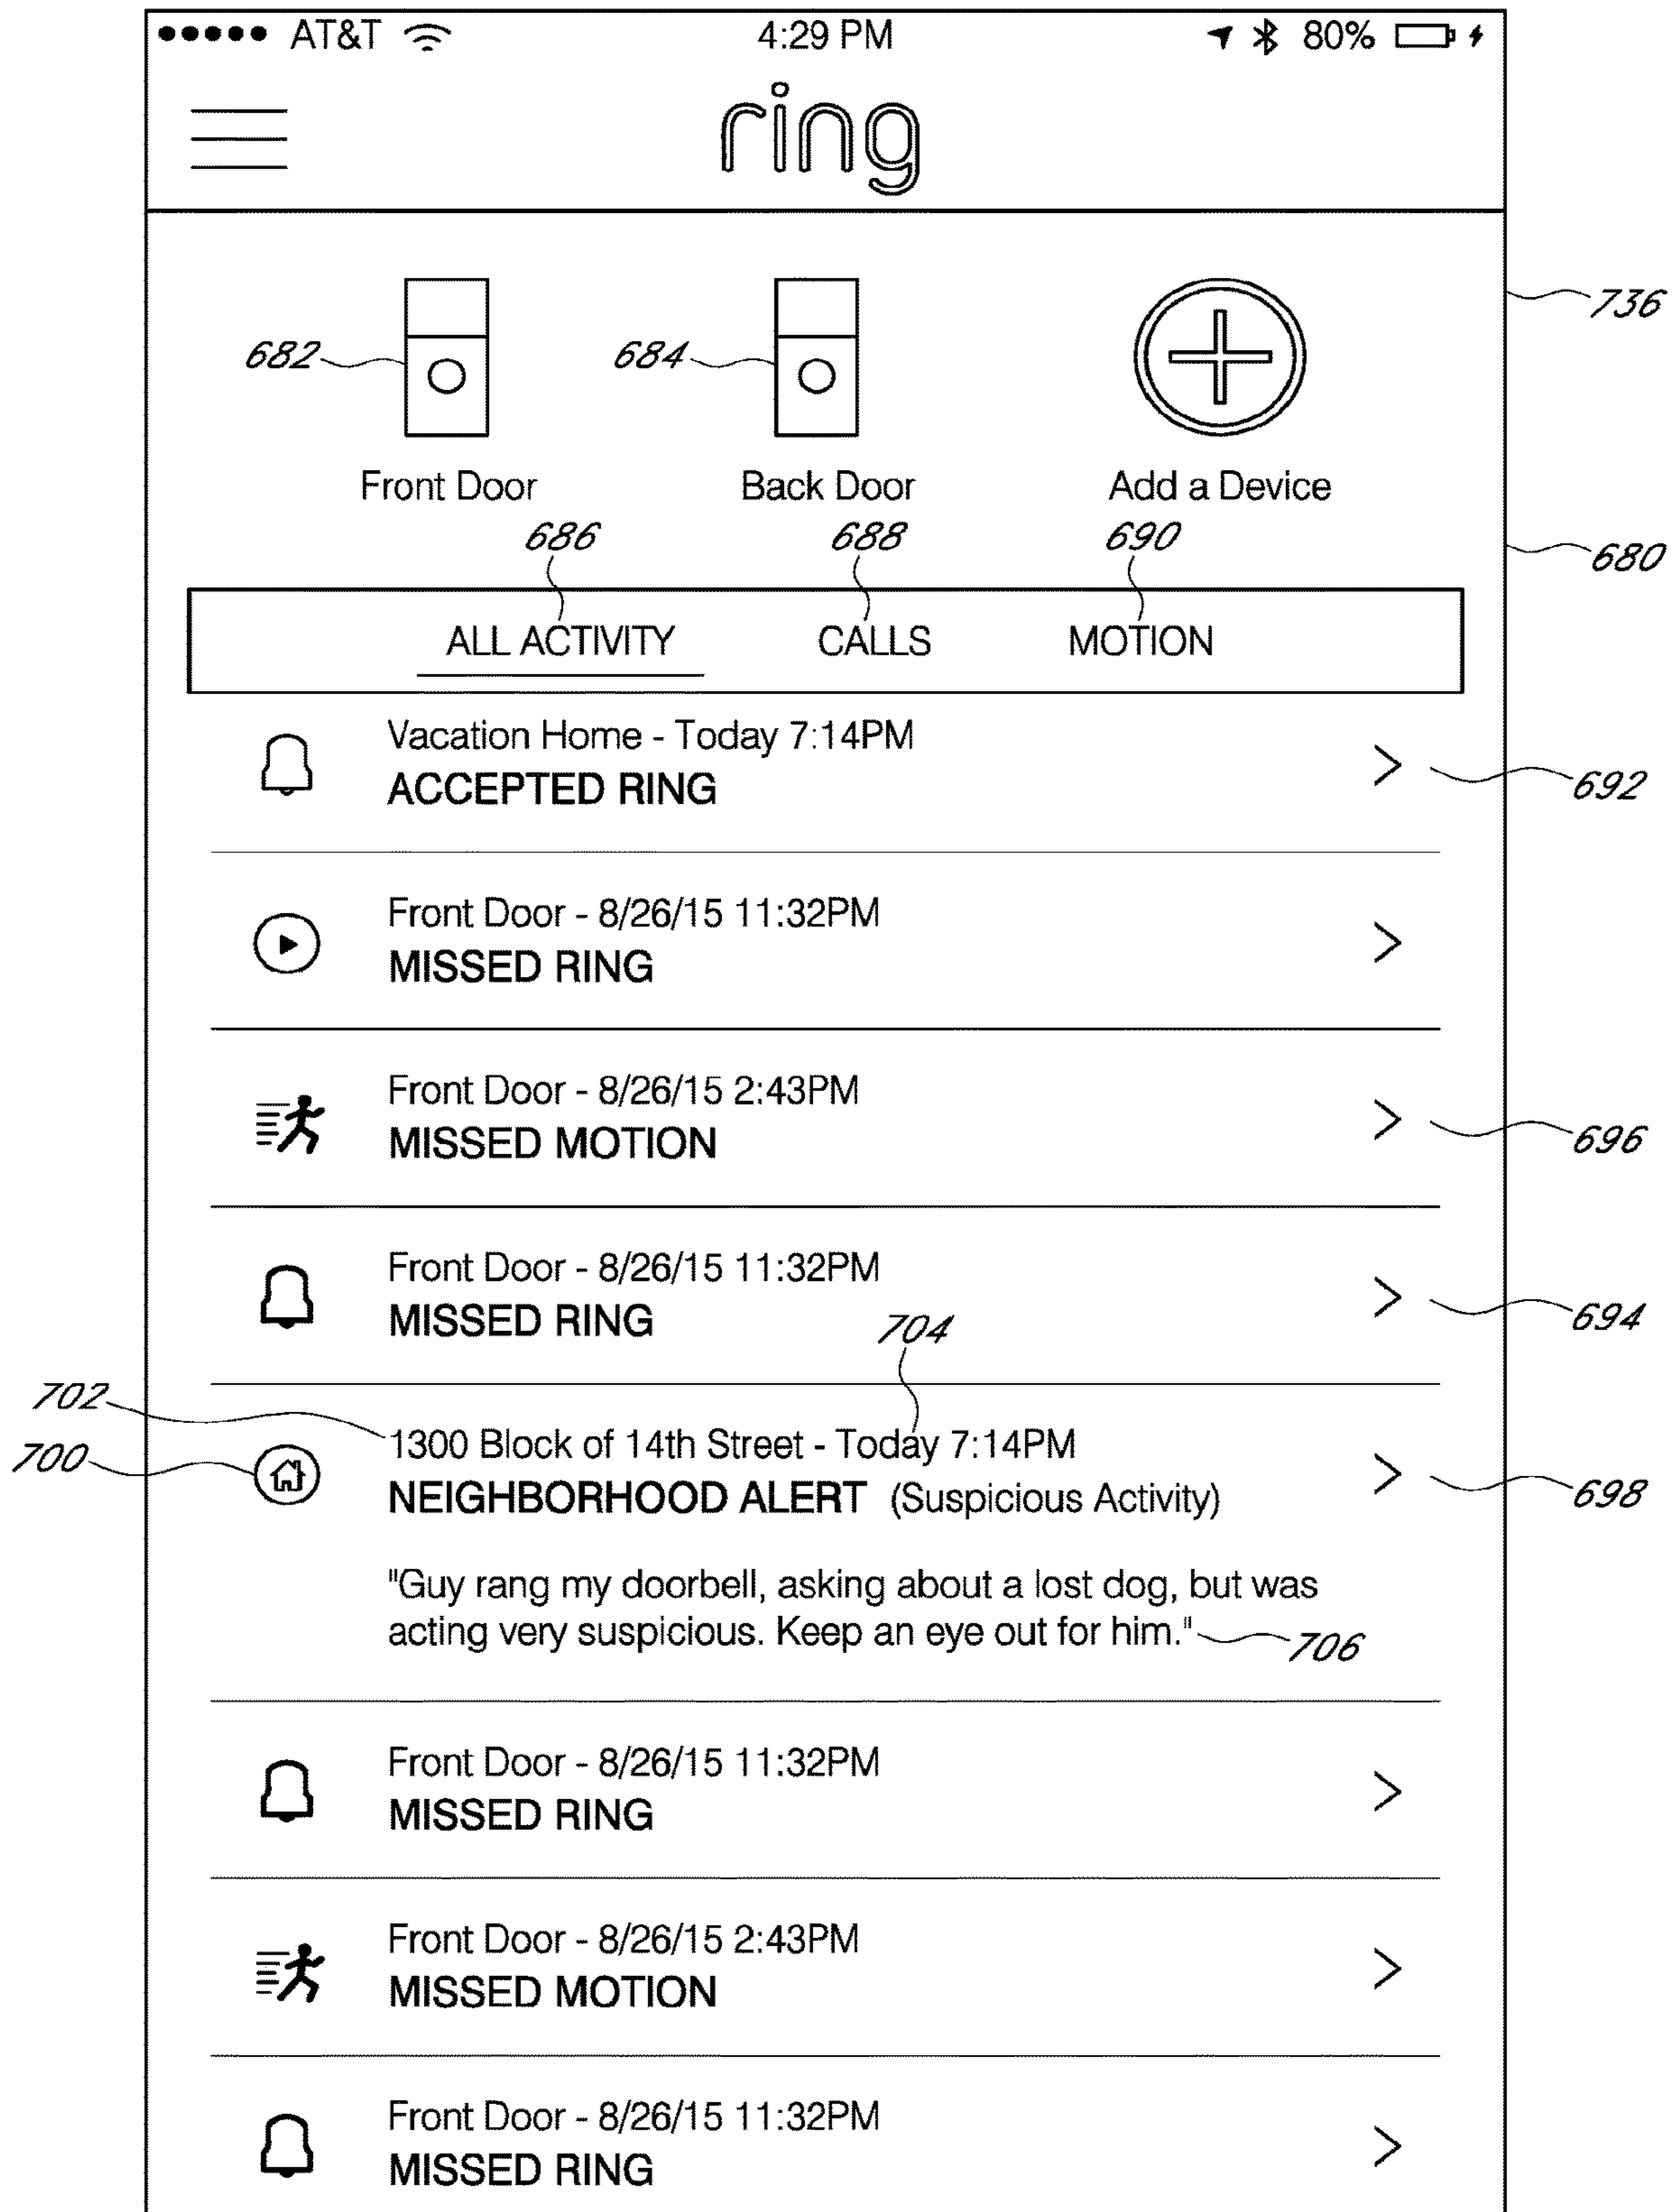 AT&T 4:29 PM 80%
ring
736
682 684
Front Door Back Door Add a Device
686 688 690
680
ALL ACTIVITY CALLS MOTION
Vacation Home - Today 7:14PM
ACCEPTED RING
692
Front Door - 8/26/15 11:32PM
MISSED RING
Front Door - 8/26/15 2:43PM
MISSED MOTION
696
Front Door - 8/26/15 11:32PM
MISSED RING
694
704
702
1300 Block of 14th Street - Today 7:14PM
700
NEIGHBORHOOD ALERT (Suspicious Activity)
698
"Guy rang my doorbell, asking about a lost dog, but was
acting very suspicious. Keep an eye out for him."
706
Front Door - 8/26/15 11:32PM
MISSED RING
Front Door - 8/26/15 2:43PM
MISSED MOTION
Front Door - 8/26/15 11:32PM
MISSED RING